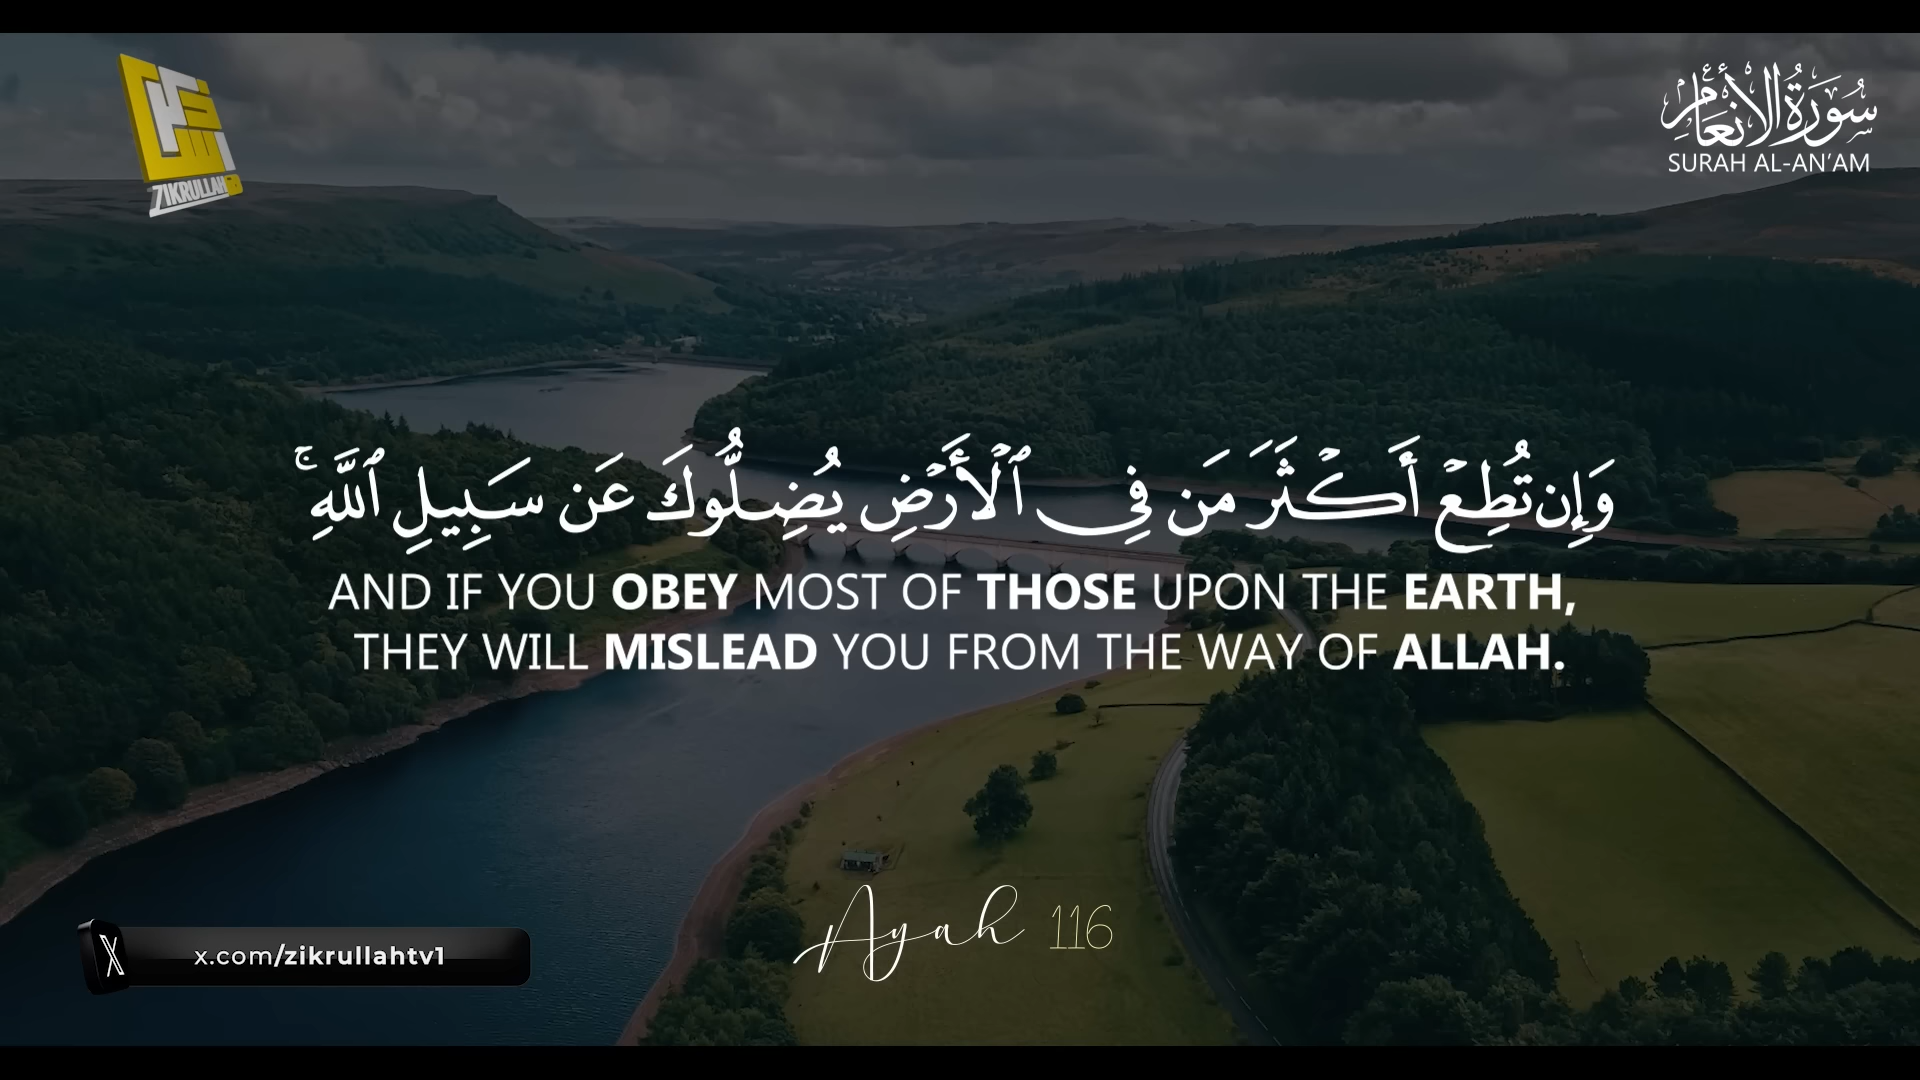 ZIKRULLAH
سُورَةُ الأَنْعَامِ
SURAH AL-AN'AM
وَإِن تُطِعْ أَكْثَرَ مَن فِى ٱلْأَرْضِ يُضِلُّوكَ عَن سَبِيلِ ٱللَّهِ ۚ
AND IF YOU OBEY MOST OF THOSE UPON THE EARTH,
THEY WILL MISLEAD YOU FROM THE WAY OF ALLAH.
Ayah 116
x.com/zikrullahtv1